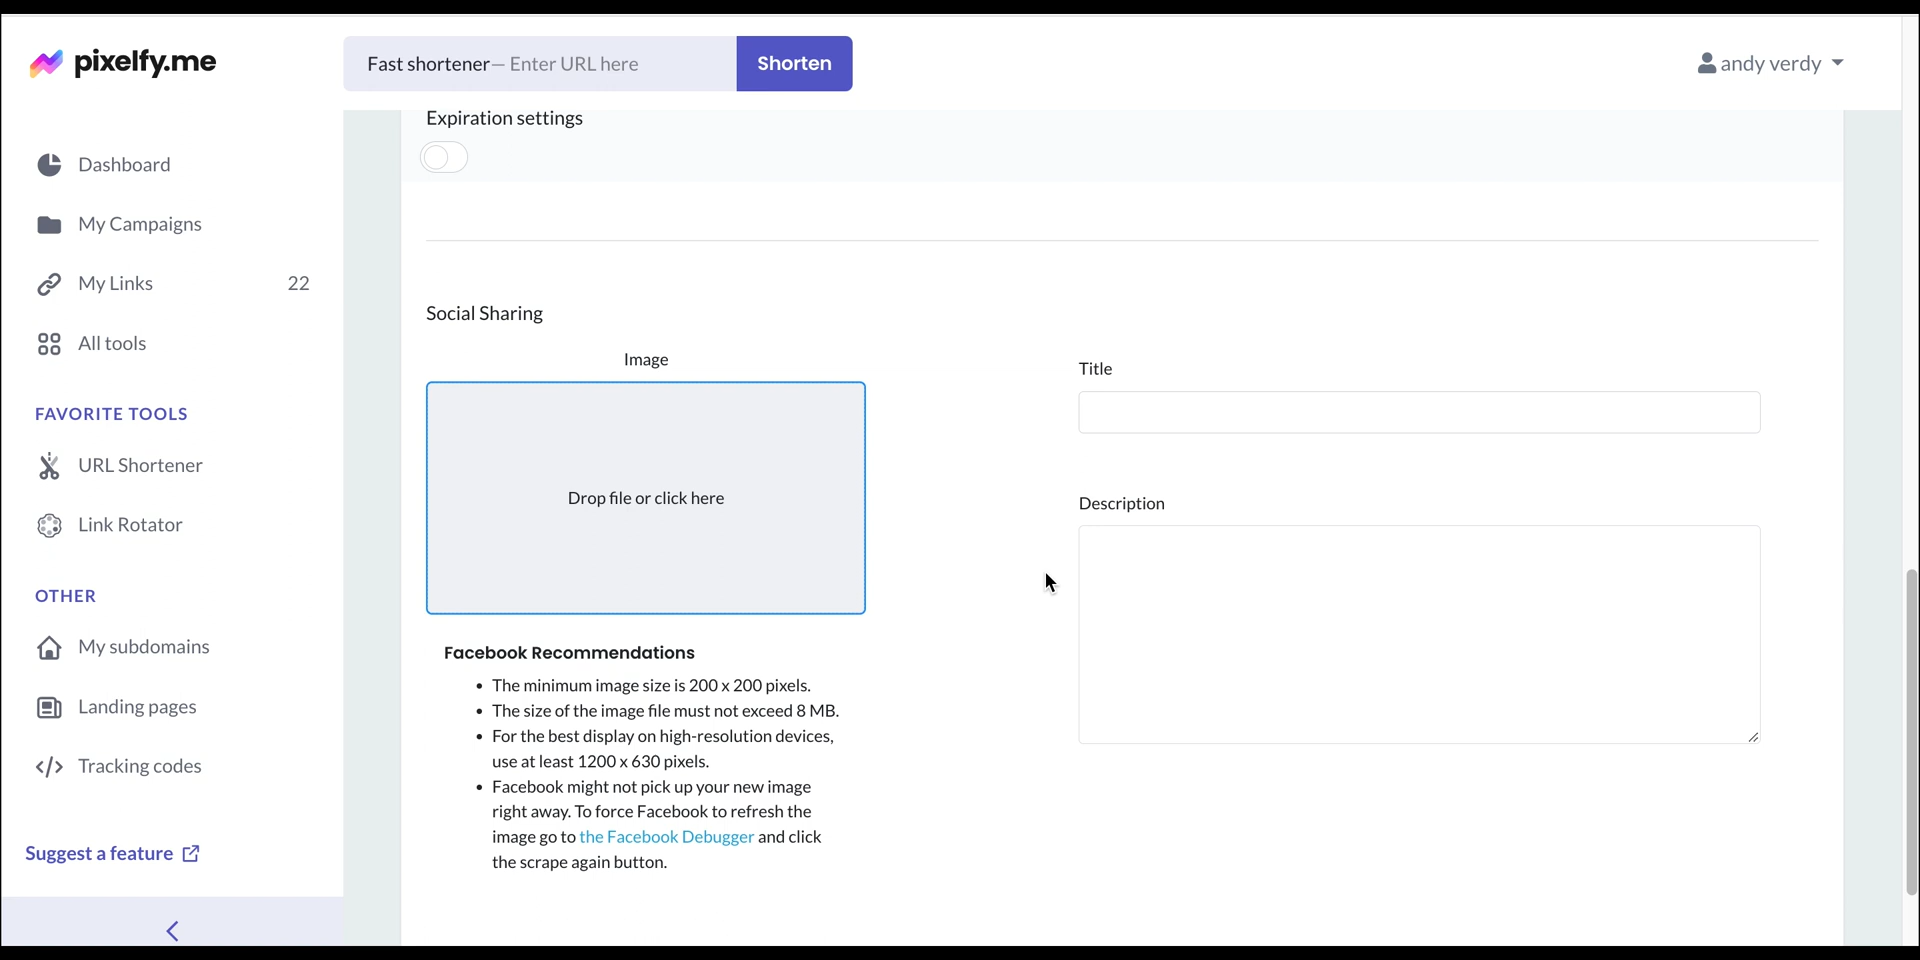 pixelfy.me
Fast shortener— Enter URL here
Shorten
andy verdy
Dashboard
My Campaigns
My Links 22
All tools
FAVORITE TOOLS
URL Shortener
Link Rotator
OTHER
My subdomains
Landing pages
Tracking codes
Suggest a feature
Expiration settings
Social Sharing
Image
Drop file or click here
Facebook Recommendations
• The minimum image size is 200 x 200 pixels.
• The size of the image file must not exceed 8 MB.
• For the best display on high-resolution devices,
use at least 1200 x 630 pixels.
• Facebook might not pick up your new image
right away. To force Facebook to refresh the
image go to the Facebook Debugger and click
the scrape again button.
Title
Description